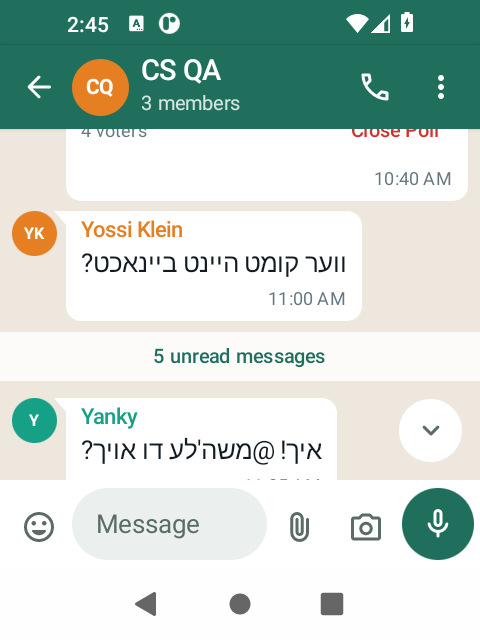 2:45
A
CQ
CS QA
3 members
4 voters
Close Poll
10:40 AM
YK
Yossi Klein
ווער קומט היינט ביינאכט?
11:00 AM
5 unread messages
Y
Yanky
איך! @משה'לע דו אויך?
Message